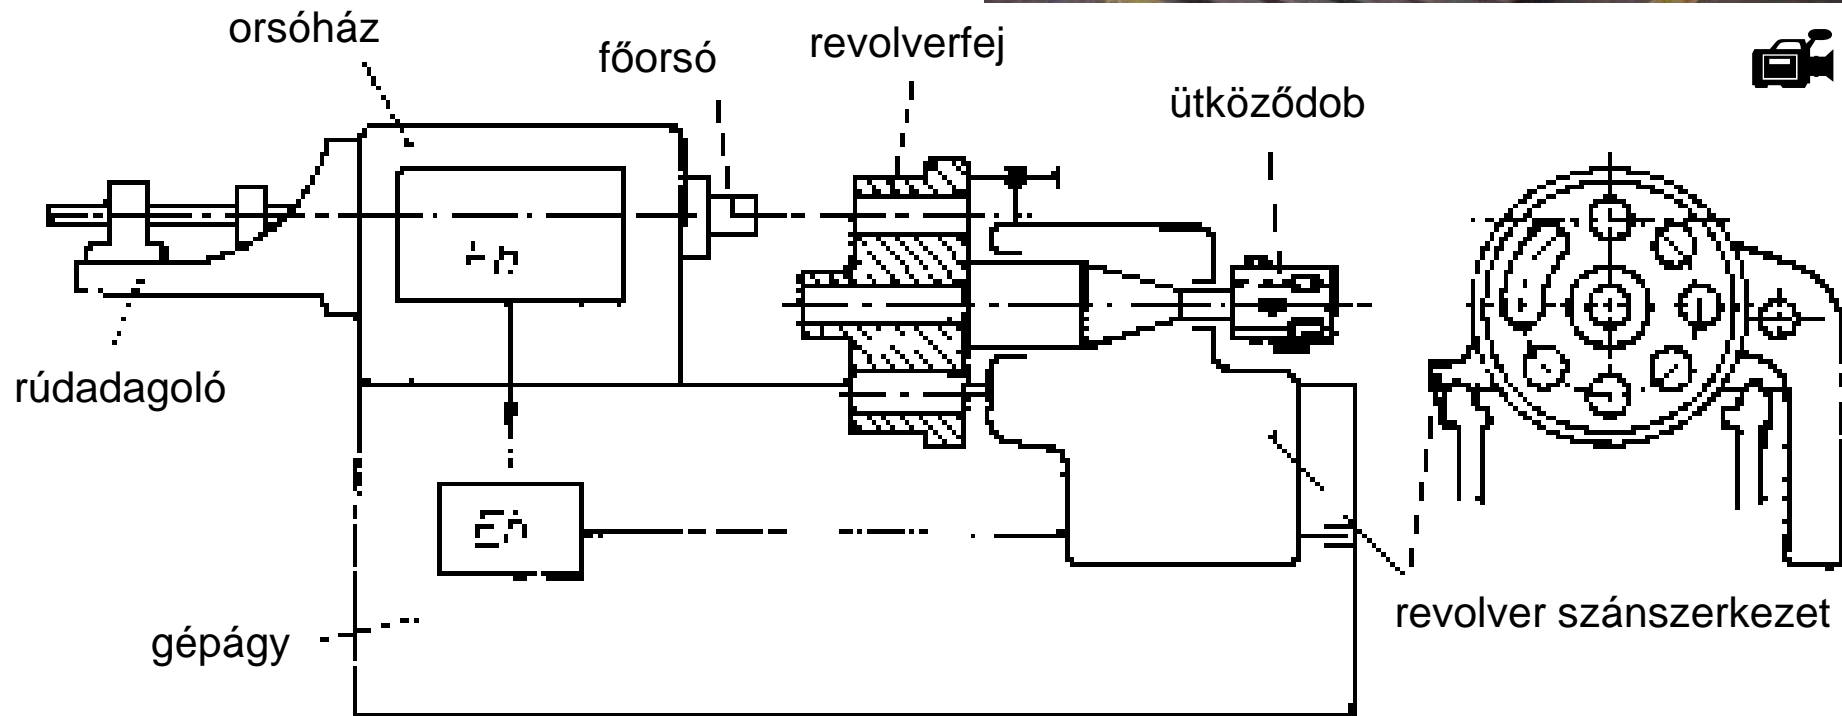 orsóház
főorsó
revolverfej
ütköződob
rúdadagoló
gépágy
revolver szánszerkezet